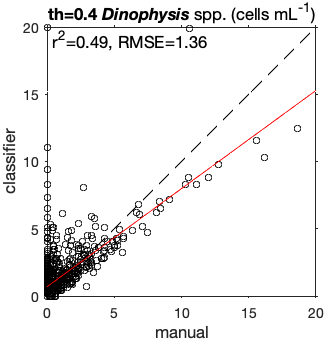 th=0.4 Dinophysis spp. (cells mL⁻¹)
r²=0.49, RMSE=1.36
20
15
10
5
0
classifier
0 5 10 15 20
manual